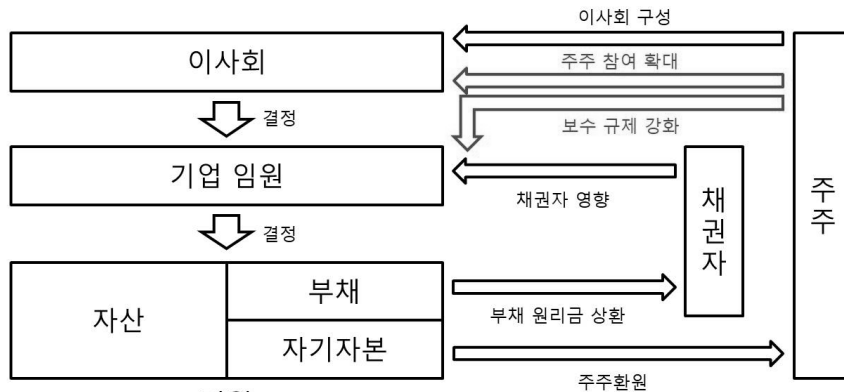 이사회 구성
이사회
주주 참여 확대
결정
보수 규제 강화
기업 임원
채권자 영향
채권자
주주
결정
자산
부채
부채 원리금 상환
자기자본
주주환원